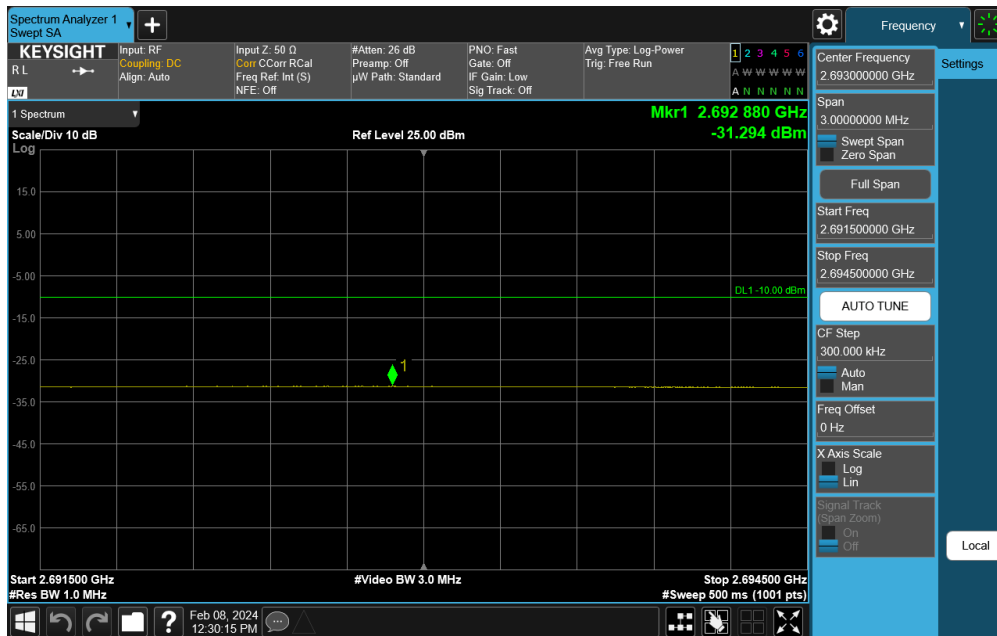 Spectrum Analyzer 1
Swept SA
+
Frequency
KEYSIGHT
R L
LXI
Input: RF
Coupling: DC
Align: Auto
Input Z: 50 Ω
Corr CCorr RCal
Freq Ref: Int (S)
NFE: Off
#Atten: 26 dB
Preamp: Off
µW Path: Standard
PNO: Fast
Gate: Off
IF Gain: Low
Sig Track: Off
Avg Type: Log-Power
Trig: Free Run
1 2 3 4 5 6
A W W W W W
A N N N N N
1 Spectrum
Scale/Div 10 dB
Log
Ref Level 25.00 dBm
Mkr1 2.692 880 GHz
-31.294 dBm
15.0
5.00
-5.00
DL1 -10.00 dBm
-15.0
-25.0
1
-35.0
-45.0
-55.0
-65.0
Start 2.691500 GHz
#Res BW 1.0 MHz
#Video BW 3.0 MHz
Stop 2.694500 GHz
#Sweep 500 ms (1001 pts)
Center Frequency
2.693000000 GHz
Settings
Span
3.00000000 MHz
Swept Span
Zero Span
Full Span
Start Freq
2.691500000 GHz
Stop Freq
2.694500000 GHz
AUTO TUNE
CF Step
300.000 kHz
Auto
Man
Freq Offset
0 Hz
X Axis Scale
Log
Lin
Signal Track
(Span Zoom)
On
Off
Local
?
Feb 08, 2024
12:30:15 PM